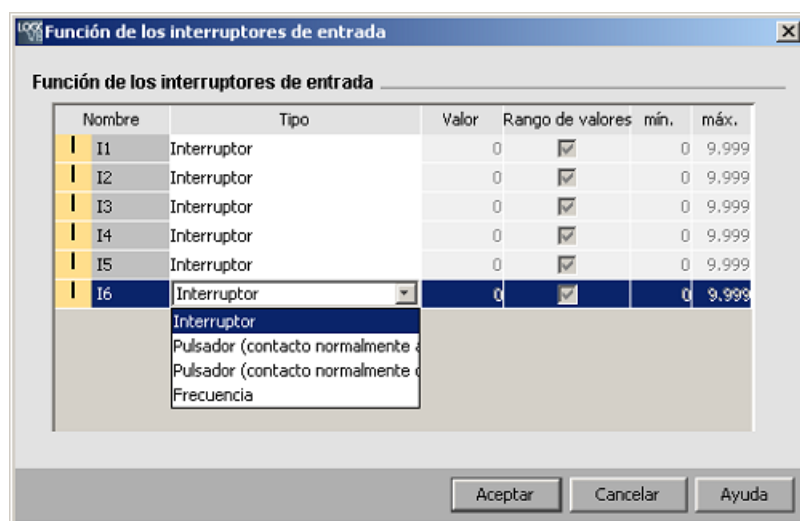 Función de los interruptores de entrada
Función de los interruptores de entrada
Nombre Tipo Valor Rango de valores mín. máx.
I I1 Interruptor 0 0 9.999
I I2 Interruptor 0 0 9.999
I I3 Interruptor 0 0 9.999
I I4 Interruptor 0 0 9.999
I I5 Interruptor 0 0 9.999
I I6 Interruptor 0 0 9.999
Interruptor
Pulsador (contacto normalmente
Pulsador (contacto normalmente
Frecuencia
Aceptar Cancelar Ayuda